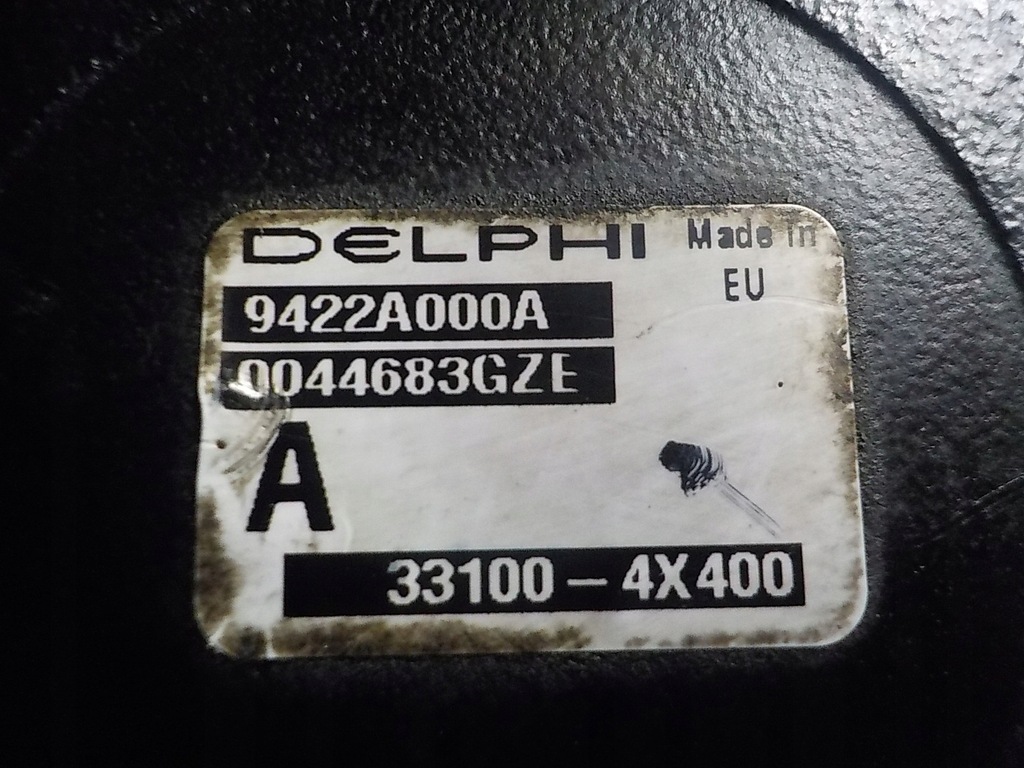 DELPHI Made in
EU
9422A000A
0044683GZE
A
33100-4X400